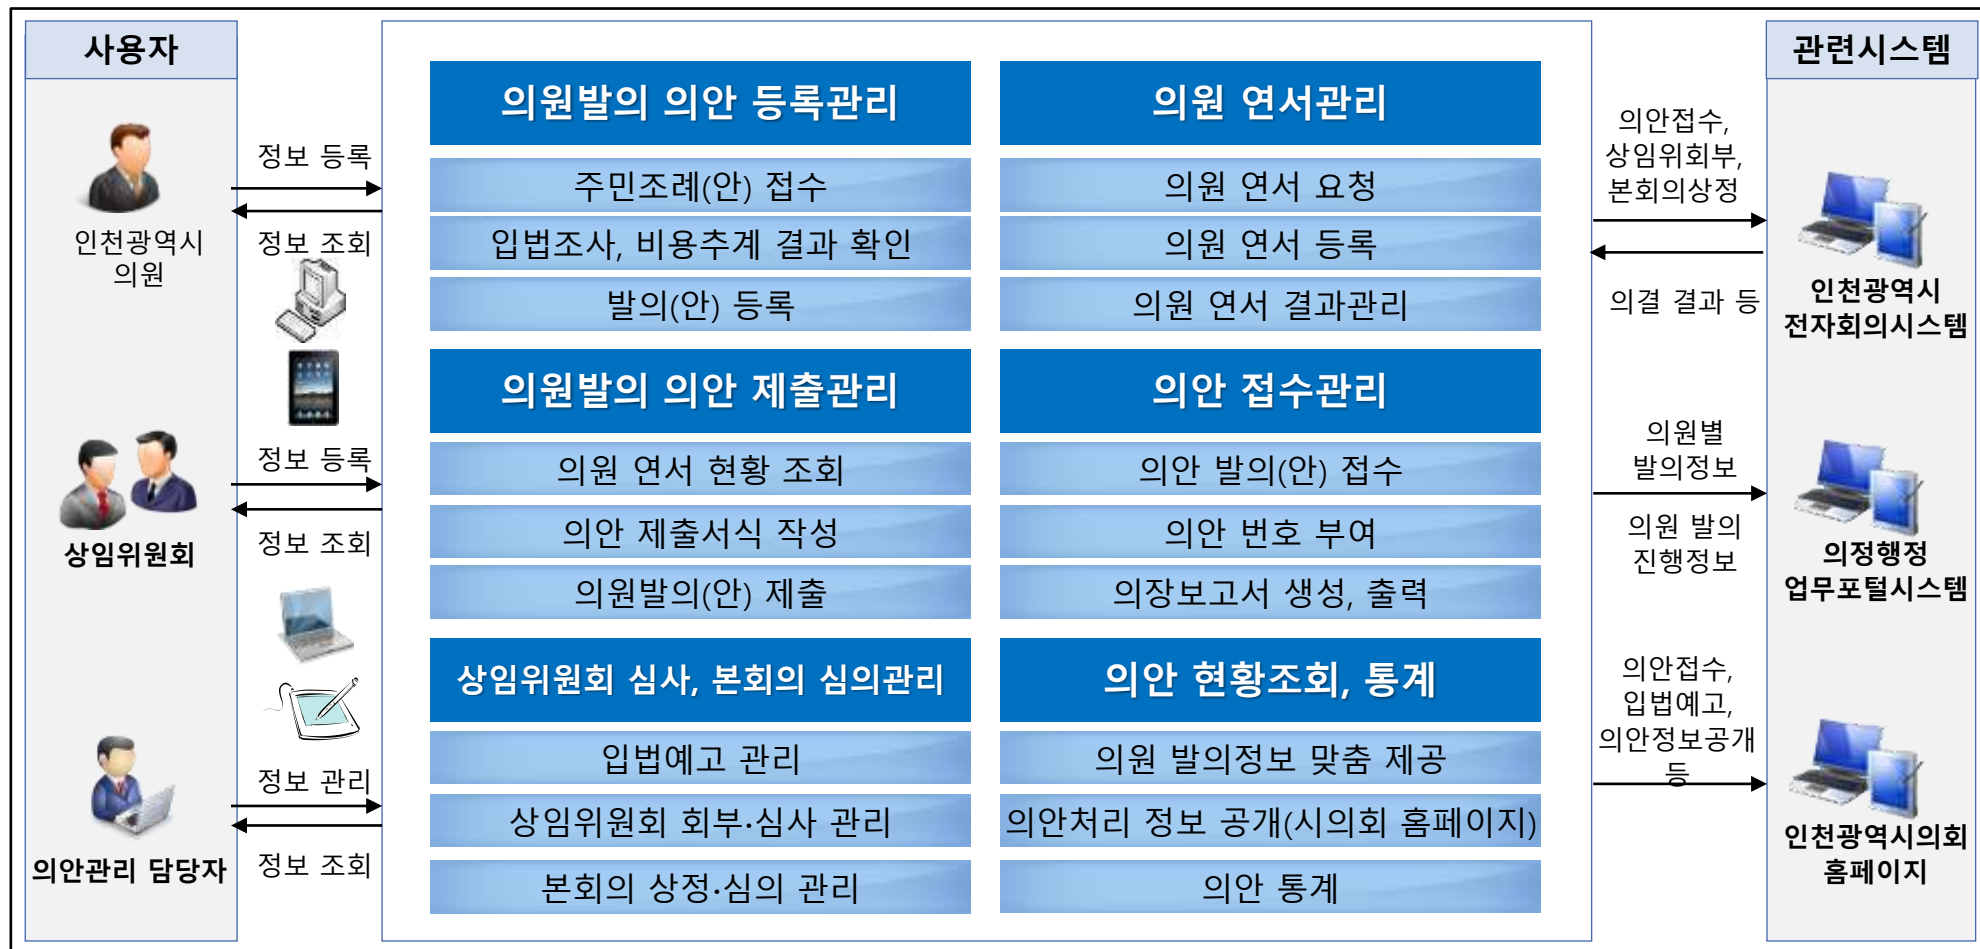 사용자
인천광역시
의원
상임위원회
의안관리 담당자
정보 등록
정보 조회
정보 등록
정보 조회
정보 관리
정보 조회
의원발의 의안 등록관리
주민조례(안) 접수
입법조사, 비용추계 결과 확인
발의(안) 등록
의원 연서관리
의원 연서 요청
의원 연서 등록
의원 연서 결과관리
의원발의 의안 제출관리
의원 연서 현황 조회
의안 제출서식 작성
의원발의(안) 제출
의안 접수관리
의안 발의(안) 접수
의안 번호 부여
의장보고서 생성, 출력
상임위원회 심사, 본회의 심의관리
입법예고 관리
상임위원회 회부·심사 관리
본회의 상정·심의 관리
의안 현황조회, 통계
의원 발의정보 맞춤 제공
의안처리 정보 공개(시의회 홈페이지)
의안 통계
의안접수,
상임위회부,
본회의상정
의결 결과 등
의원별
발의정보
의원 발의
진행정보
의안접수,
입법예고,
의안정보공개
등
관련시스템
인천광역시
전자회의시스템
의정행정
업무포털시스템
인천광역시의회
홈페이지